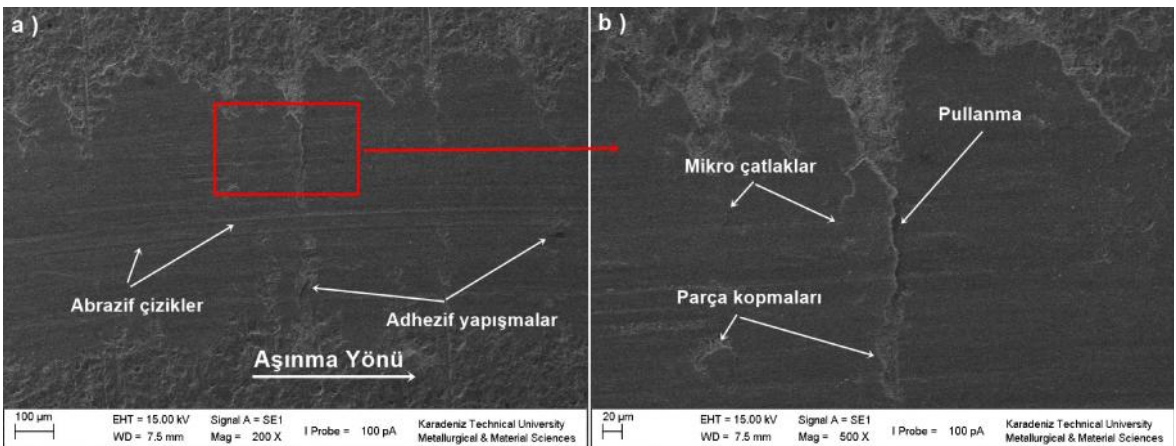 a )
Abrazif çizikler
Adhezif yapışmalar
Aşınma Yönü
100 µm
EHT = 15.00 kV
Signal A = SE1
WD = 7.5 mm
Mag = 200 X
I Probe = 100 pA
Karadeniz Technical University
Metallurgical & Material Sciences
b )
Pullanma
Mikro çatlaklar
Parça kopmaları
20 µm
EHT = 15.00 kV
Signal A = SE1
WD = 7.5 mm
Mag = 500 X
I Probe = 100 pA
Karadeniz Technical University
Metallurgical & Material Sciences